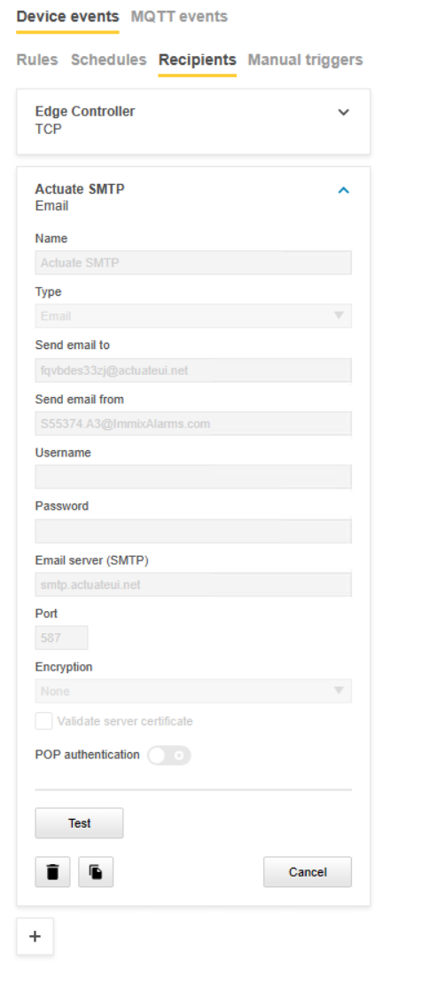 Device events MQTT events
Rules Schedules Recipients Manual triggers
Edge Controller
TCP
Actuate SMTP
Email
Name
Actuate SMTP
Type
Email
Send email to
fqvbdes33zj@actuateui.net
Send email from
S55374.A3@ImmixAlarms.com
Username
Password
Email server (SMTP)
smtp.actuateui.net
Port
587
Encryption
None
Validate server certificate
POP authentication
Test
Cancel
+